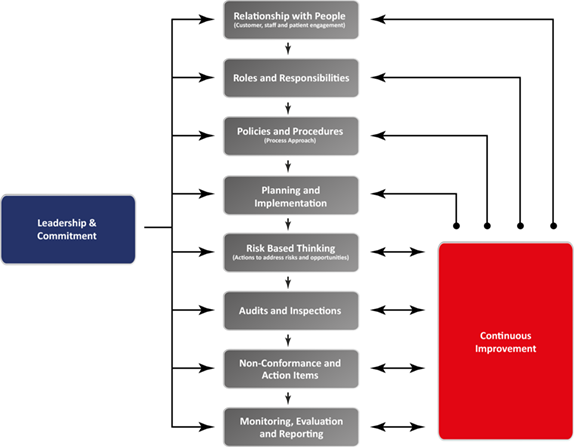 Relationship with People
(Customer, staff and patient engagement)
Roles and Responsibilities
Policies and Procedures
(Process Approach)
Planning and
Implementation
Leadership &
Commitment
Risk Based Thinking
(Actions to address risks and opportunities)
Audits and Inspections
Continuous
Improvement
Non-Conformance and
Action Items
Monitoring, Evaluation
and Reporting